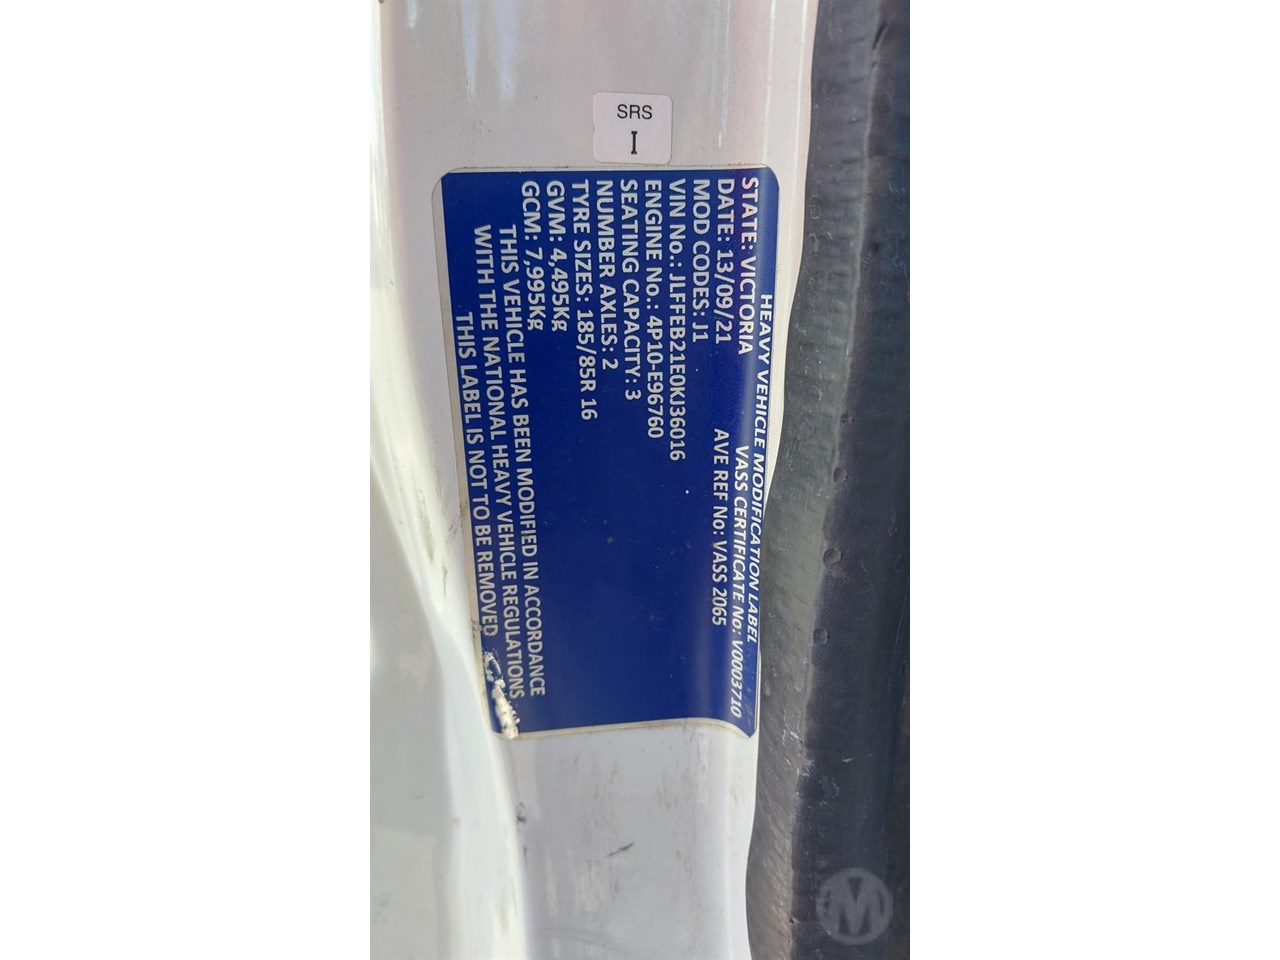 SRS
I
HEAVY VEHICLE MODIFICATION LABEL
STATE: VICTORIA VASS CERTIFICATE No: V0003710
DATE: 13/09/21 AVE REF No: VASS 2065
MOD CODES: J1
VIN No.: JLFFEB21E0KJ36016
ENGINE No.: 4P10-E96760
SEATING CAPACITY: 3
NUMBER AXLES: 2
TYRE SIZES: 185/85R 16
GVM: 4,495Kg
GCM: 7,995Kg
THIS VEHICLE HAS BEEN MODIFIED IN ACCORDANCE
WITH THE NATIONAL HEAVY VEHICLE REGULATIONS
THIS LABEL IS NOT TO BE REMOVED
M